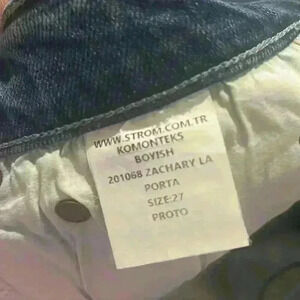 WWW.STROM.COM.TR
KOMONTEKS
BOYISH
201068 ZACHARY LA
PORTA
SIZE:27
PROTO